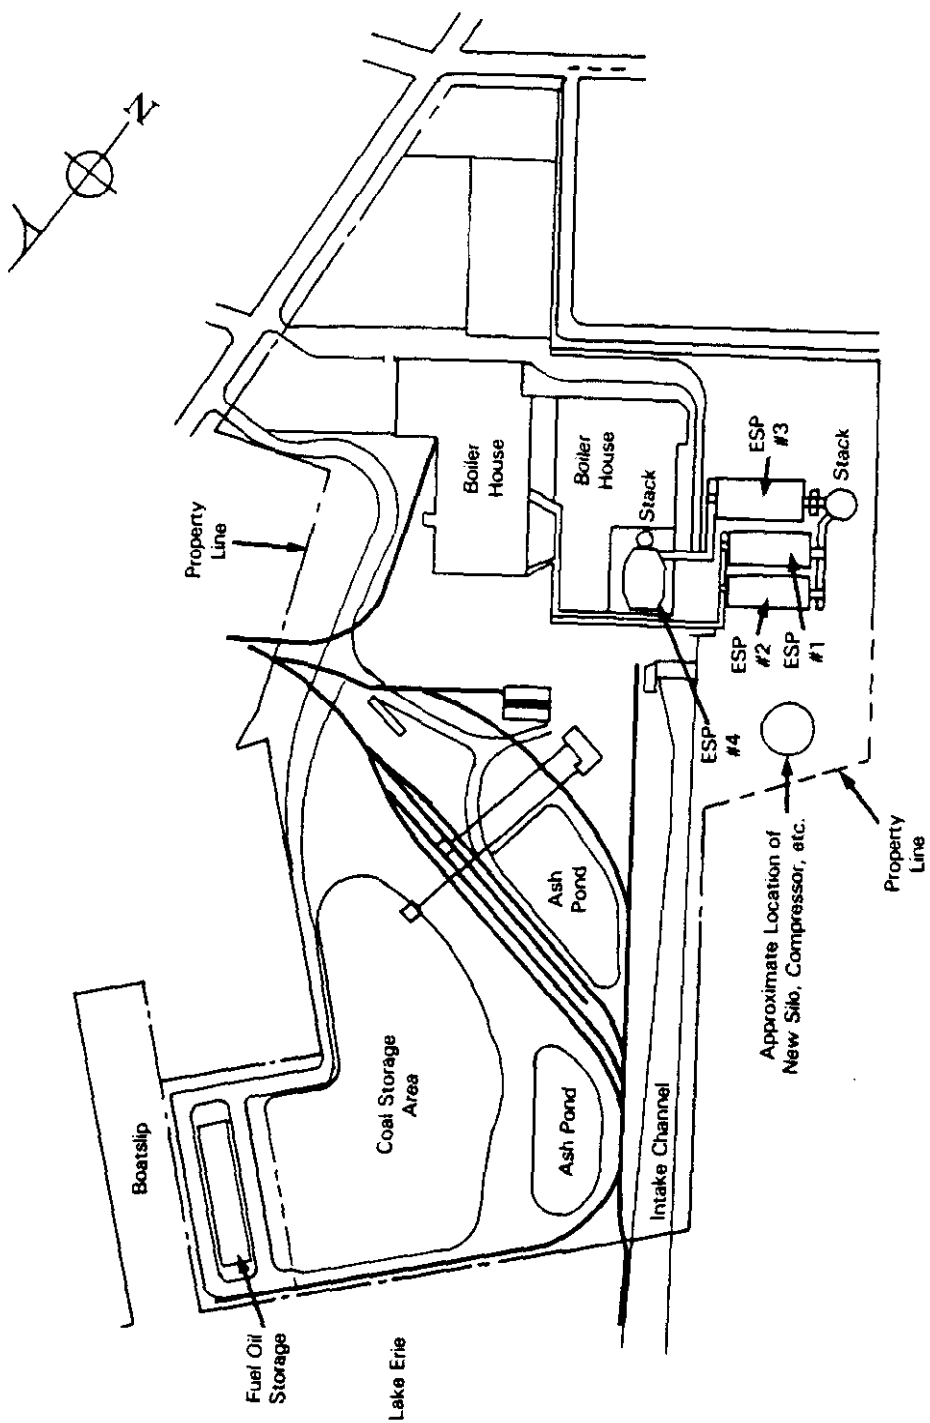 N
Boatslip
Fuel Oil
Storage
Lake Erie
Coal Storage
Area
Ash Pond
Intake Channel
Ash
Pond
Property
Line
Boiler
House
Boiler
House
Stack
ESP
#4
ESP
#2
ESP
#1
ESP
#3
Stack
Approximate Location of
New Silo, Compressor, etc.
Property
Line